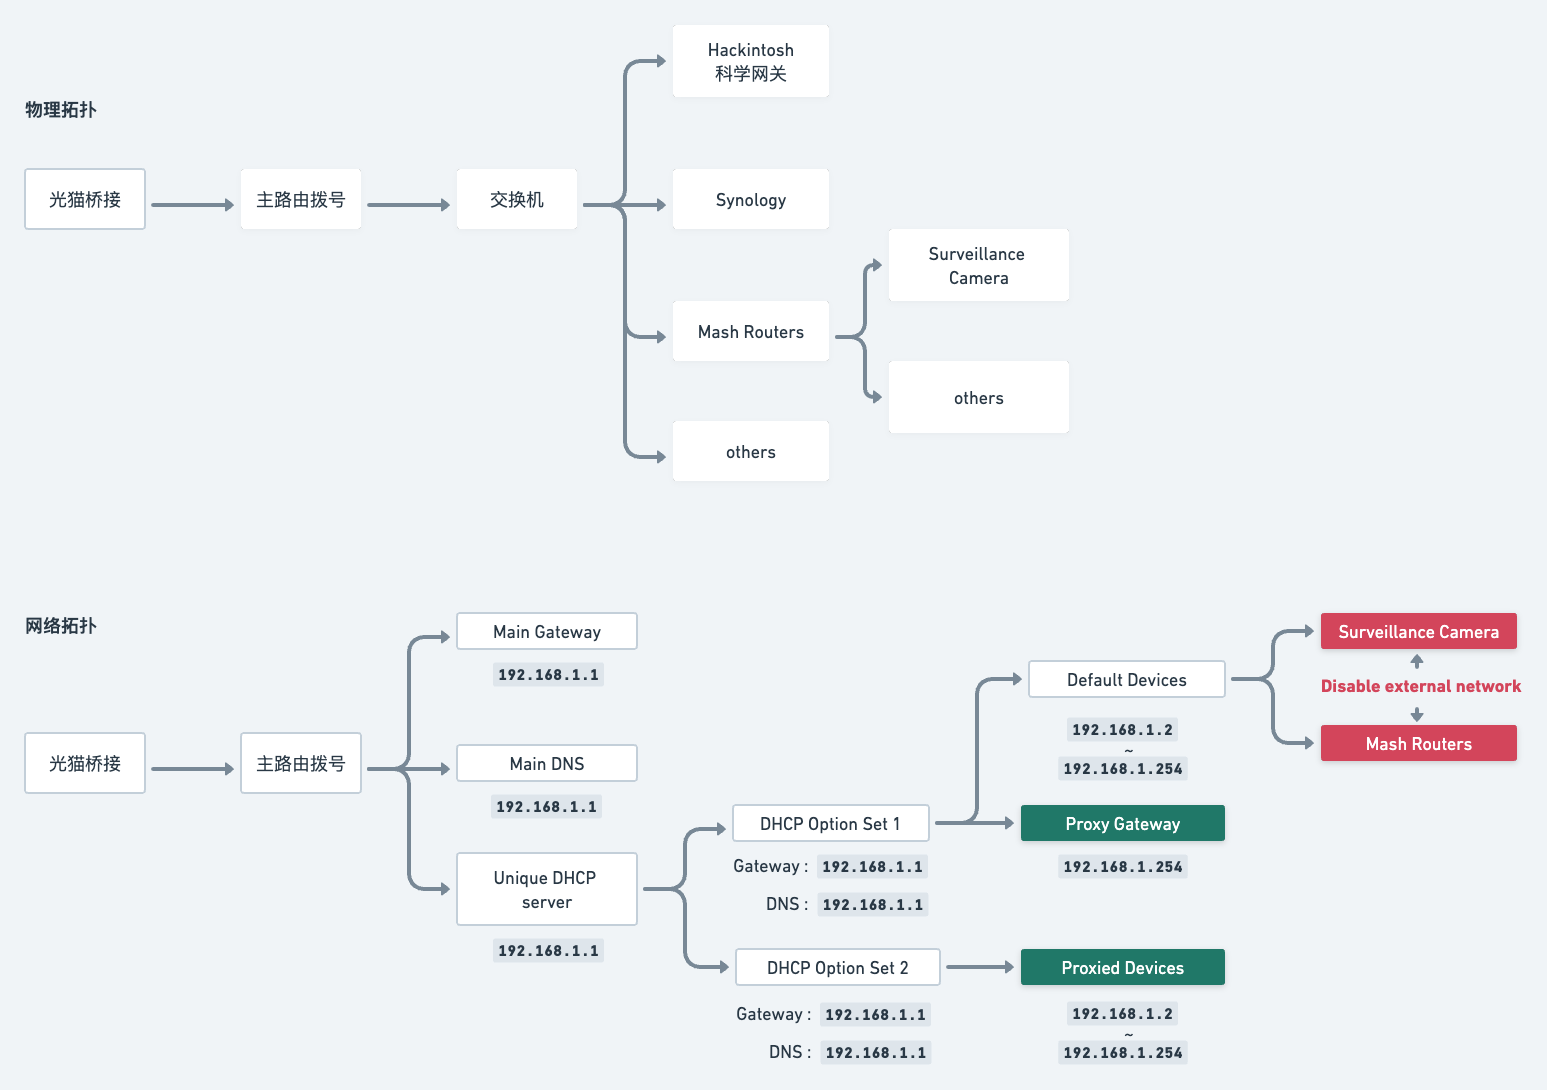 物理拓扑
光猫桥接
主路由拨号
交换机
Hackintosh
科学网关
Synology
Mash Routers
others
Surveillance
Camera
others
网络拓扑
光猫桥接
主路由拨号
Main Gateway
192.168.1.1
Main DNS
192.168.1.1
Unique DHCP
server
192.168.1.1
DHCP Option Set 1
Gateway : 192.168.1.1
DNS : 192.168.1.1
DHCP Option Set 2
Gateway : 192.168.1.1
DNS : 192.168.1.1
Default Devices
192.168.1.2
~
192.168.1.254
Proxy Gateway
192.168.1.254
Proxied Devices
192.168.1.2
~
192.168.1.254
Surveillance Camera
Disable external network
Mash Routers